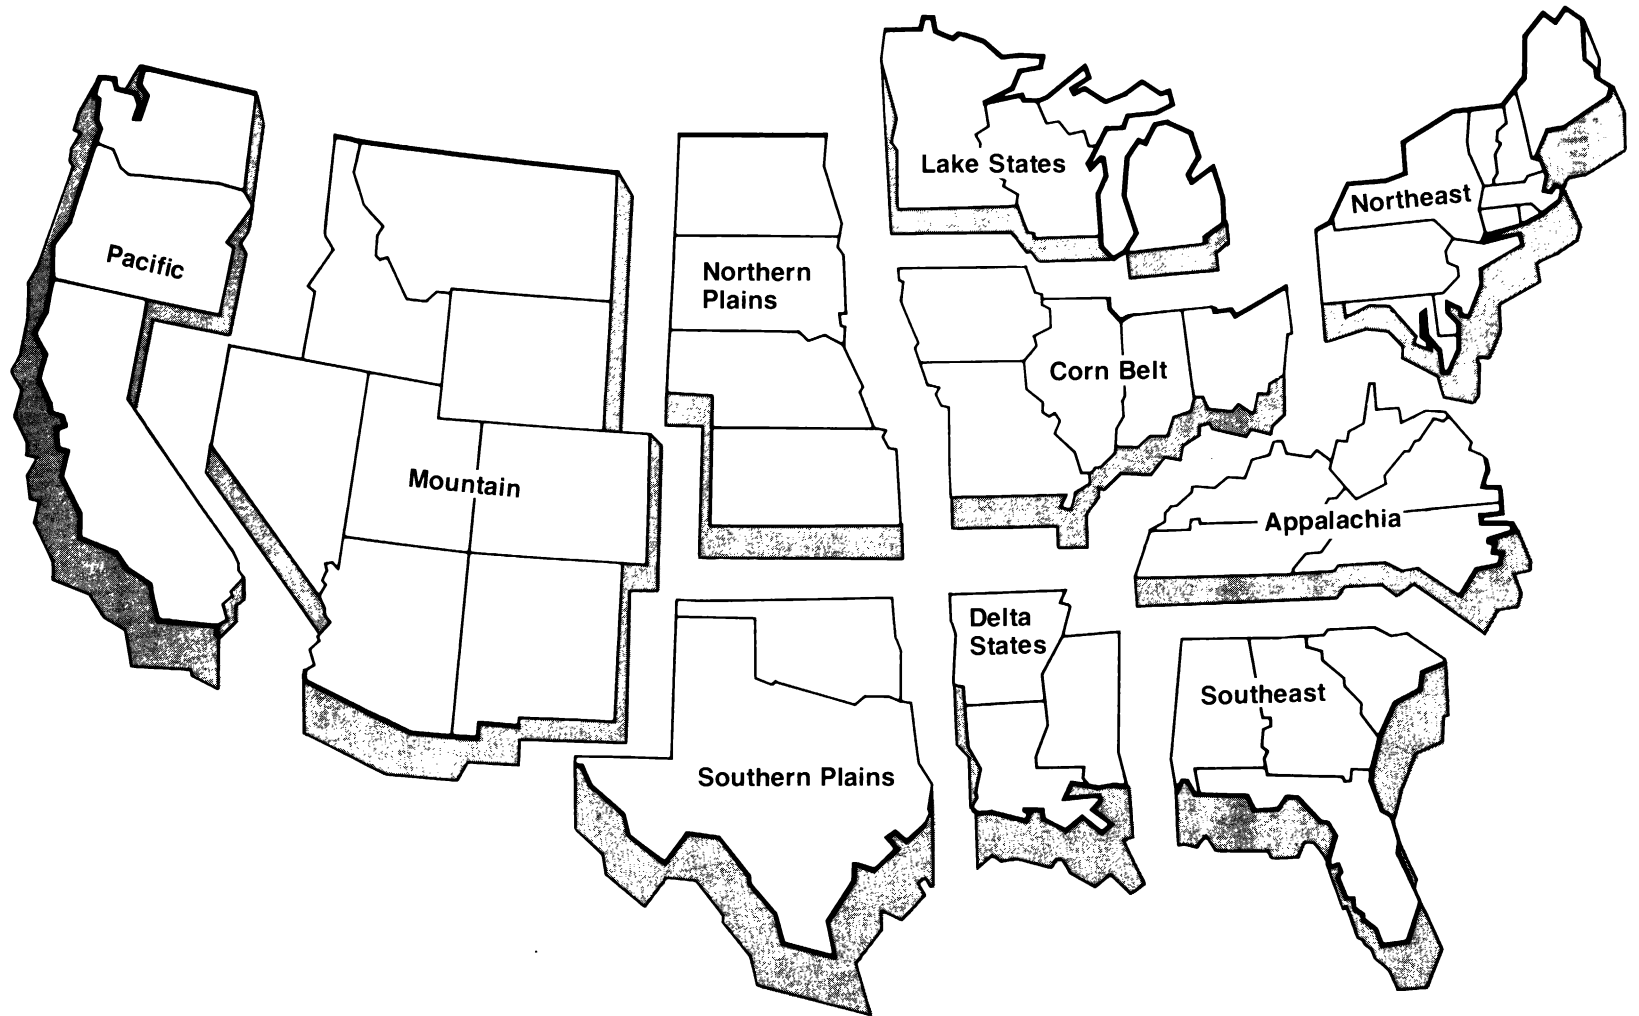 Lake States
Northeast
Pacific
Northern
Plains
Corn Belt
Mountain
Appalachia
Delta
States
Southeast
Southern Plains